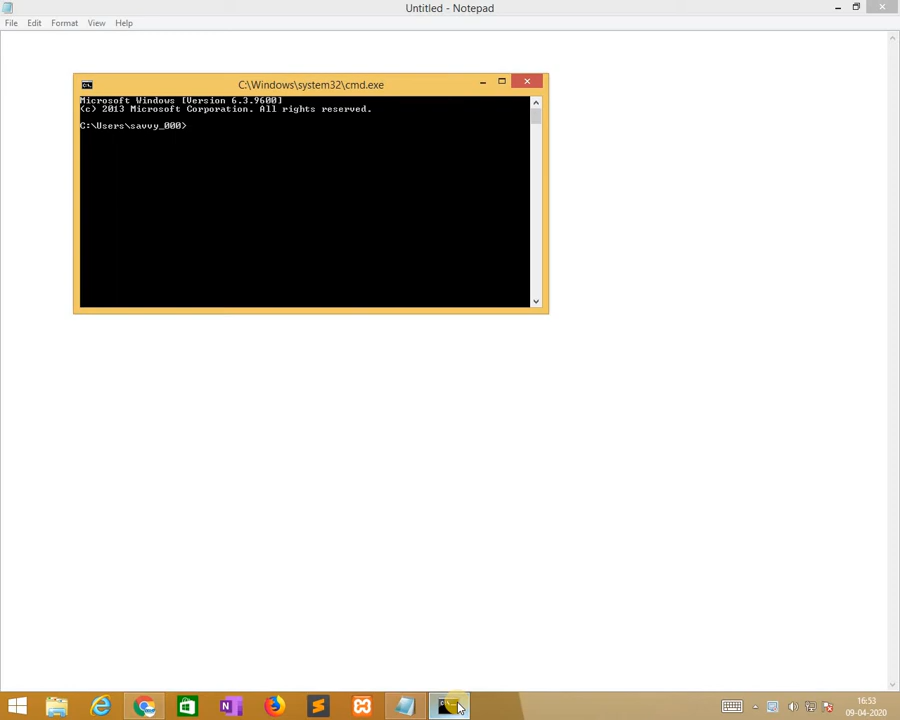 Untitled - Notepad
File Edit Format View Help
C:\Windows\system32\cmd.exe
Microsoft Windows [Version 6.3.9600]
(c) 2013 Microsoft Corporation. All rights reserved.
C:\Users\savvy_000>
16:53
09-04-2020